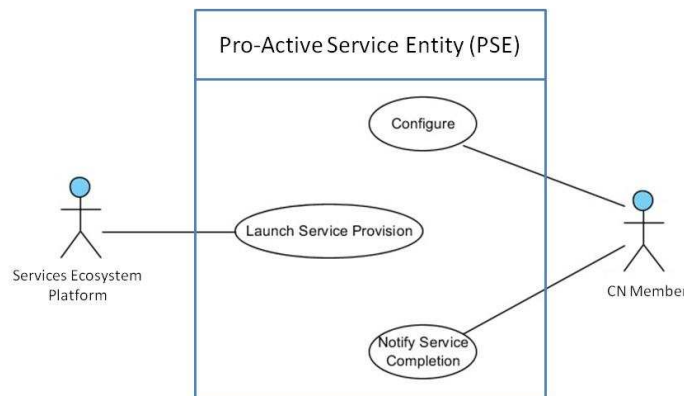 Pro-Active Service Entity (PSE)
Configure
Launch Service Provision
Services Ecosystem
Platform
CN Member
Notify Service
Completion